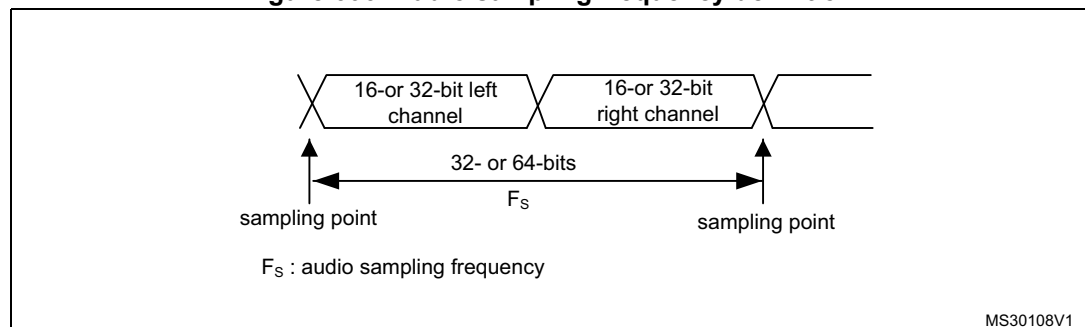 16-or 32-bit left
channel
16-or 32-bit
right channel
32- or 64-bits
FS
sampling point
sampling point
FS : audio sampling frequency
MS30108V1